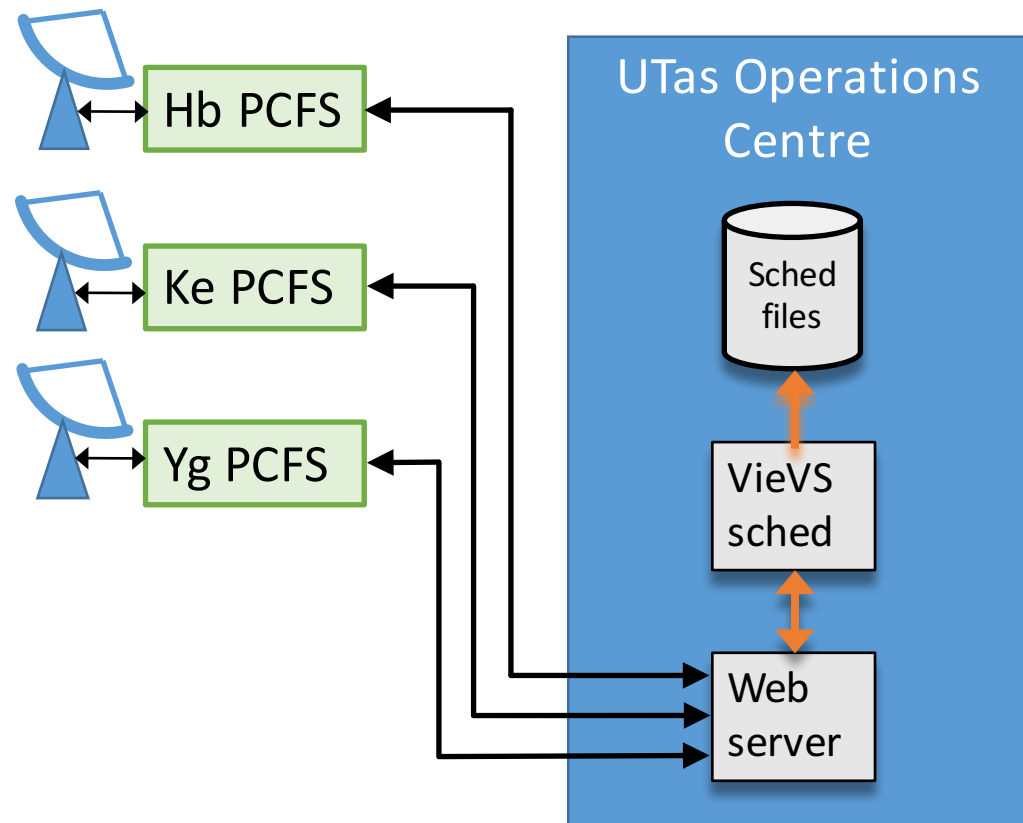 Hb PCFS
Ke PCFS
Yg PCFS
UTas Operations
Centre
Sched
files
VieVS
sched
Web
server